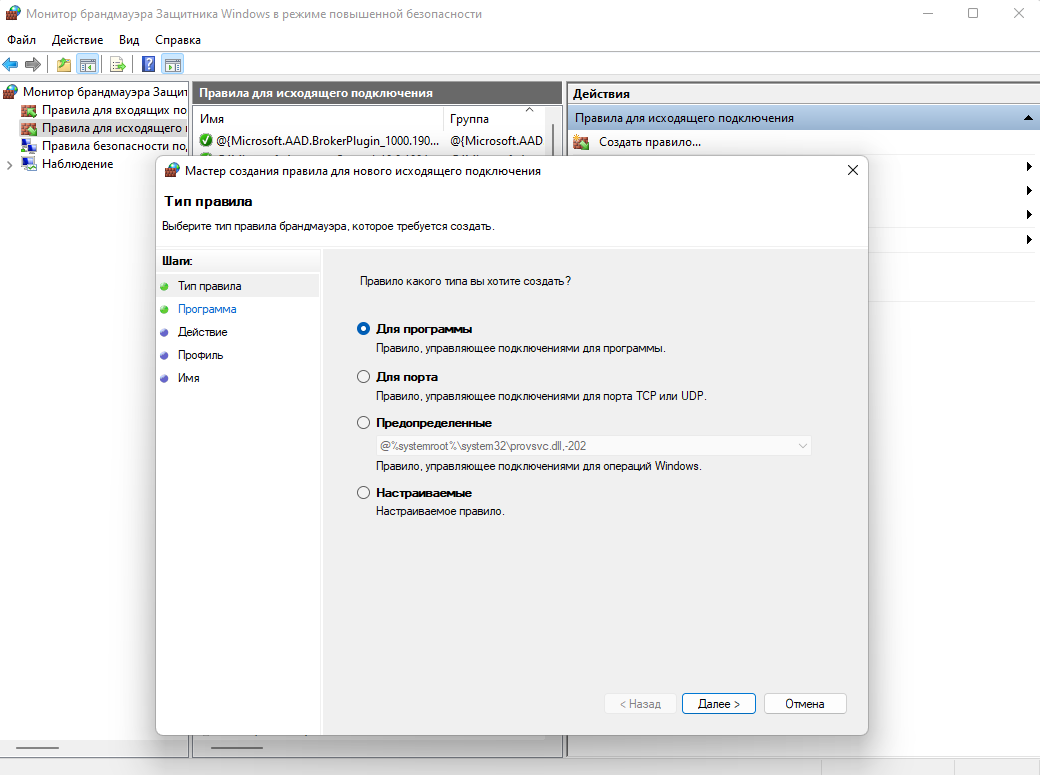 Монитор брандмауэра Защитника Windows в режиме повышенной безопасности
Файл Действие Вид Справка
Монитор брандмауэра Защит
Правила для входящих по
Правила для исходящего
Правила безопасности по
Наблюдение
Правила для исходящего подключения
Имя Группа
@{Microsoft.AAD.BrokerPlugin_1000.190... @{Microsoft.AAD
Действия
Правила для исходящего подключения
Создать правило...
Мастер создания правила для нового исходящего подключения
Тип правила
Выберите тип правила брандмауэра, которое требуется создать.
Шаги:
Тип правила
Программа
Действие
Профиль
Имя
Правило какого типа вы хотите создать?
Для программы
Правило, управляющее подключениями для программы.
Для порта
Правило, управляющее подключениями для порта TCP или UDP.
Предопределенные
@%systemroot%\system32\provsvc.dll,-202
Правило, управляющее подключениями для операций Windows.
Настраиваемые
Настраиваемое правило.
< Назад Далее > Отмена